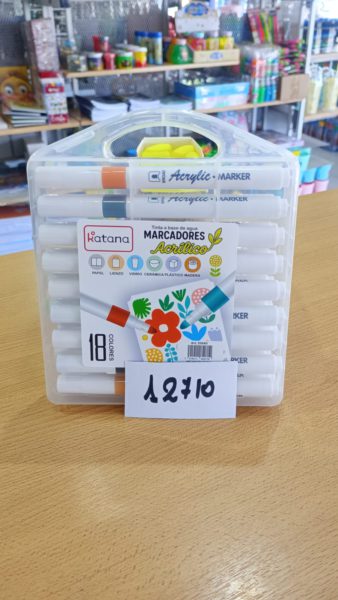 Acrylic - MARKER
Acrylic - MARKER
Katana
Tinta a base de agua
MARCADORES
Acrílico
PAPEL LIENZO VIDRIO CERÁMICA/PLÁSTICO MADERA
18 COLORES
MARKER
12710